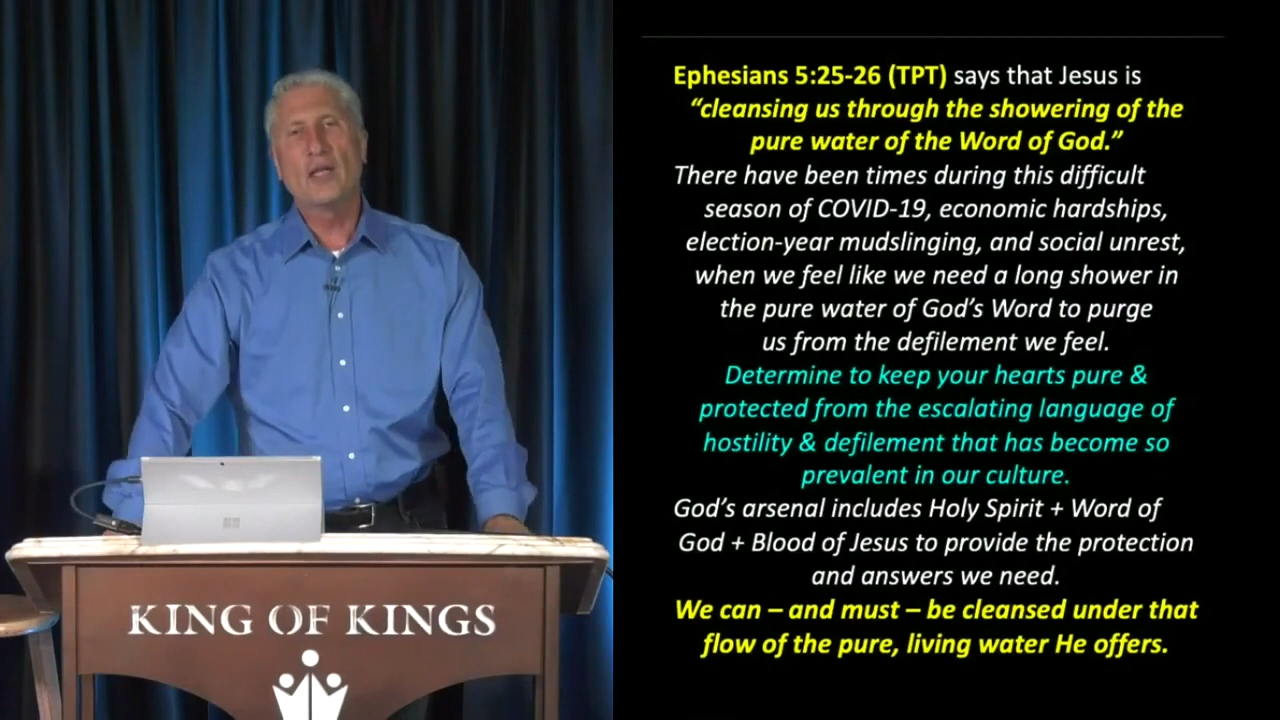 Ephesians 5:25-26 (TPT) says that Jesus is
“cleansing us through the showering of the
pure water of the Word of God.”
There have been times during this difficult
season of COVID-19, economic hardships,
election-year mudslinging, and social unrest,
when we feel like we need a long shower in
the pure water of God’s Word to purge
us from the defilement we feel.
Determine to keep your hearts pure &
protected from the escalating language of
hostility & defilement that has become so
prevalent in our culture.
God’s arsenal includes Holy Spirit + Word of
God + Blood of Jesus to provide the protection
and answers we need.
We can – and must – be cleansed under that
flow of the pure, living water He offers.
KING OF KINGS